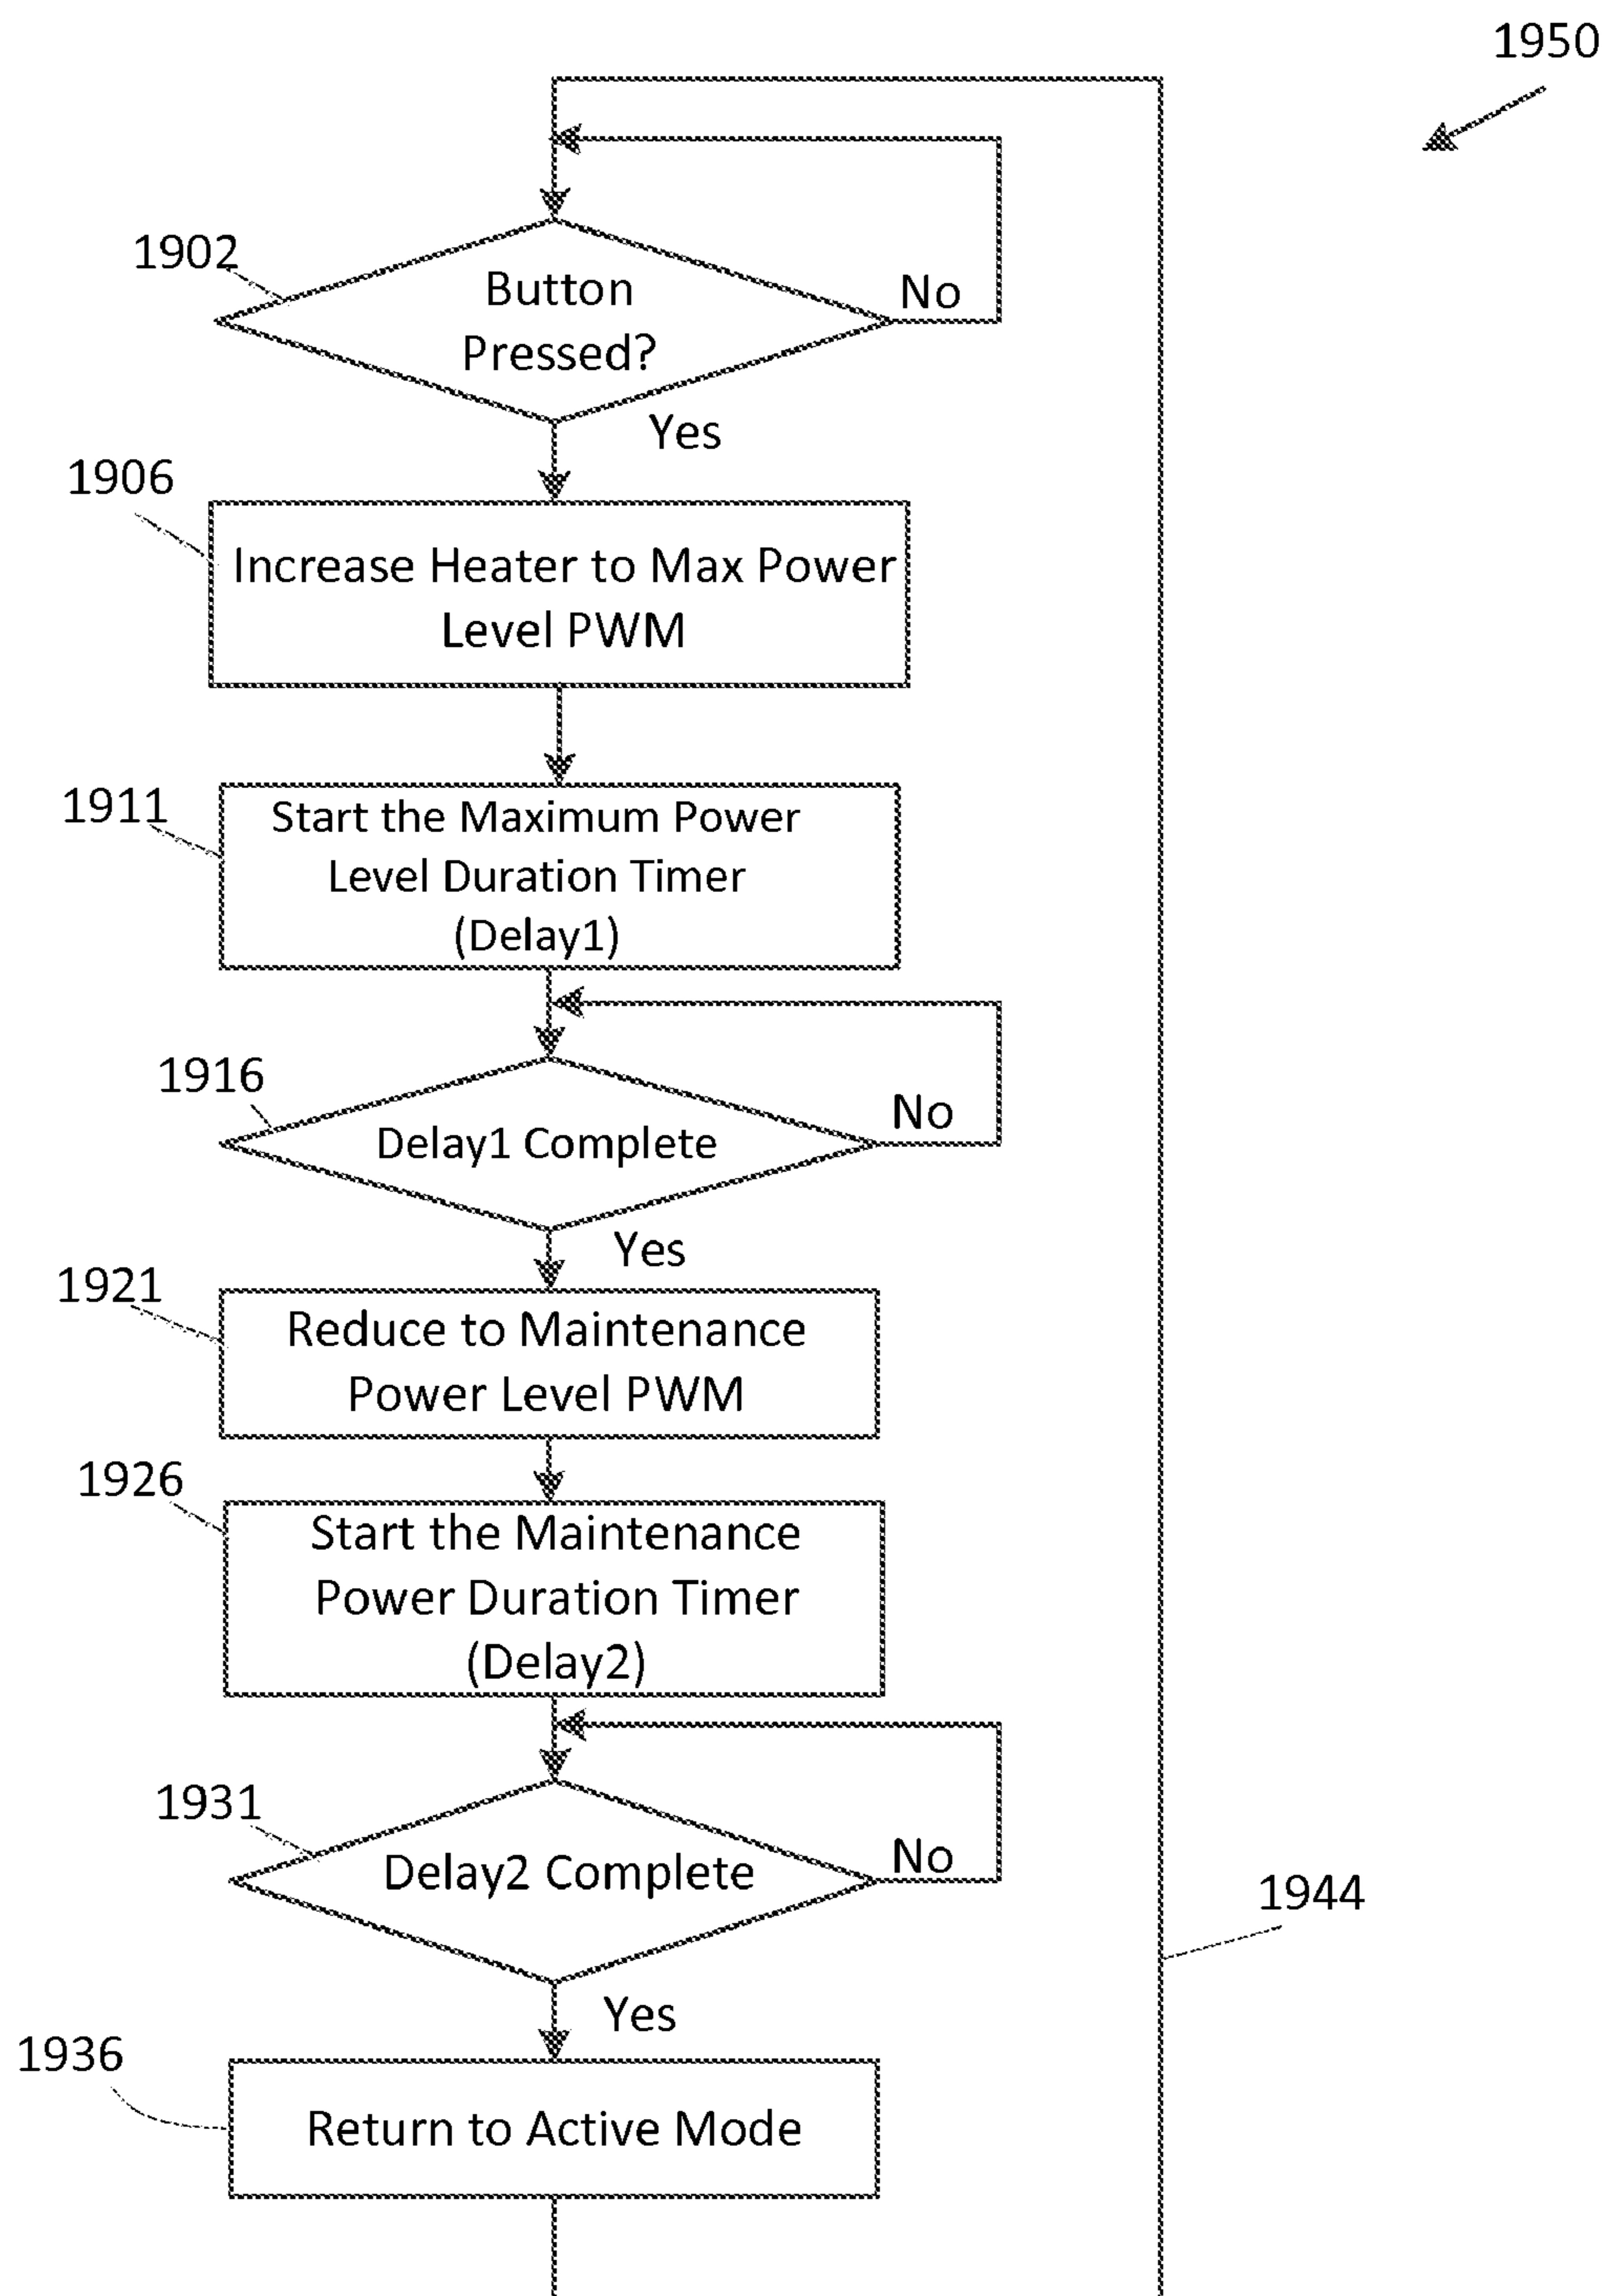 1950
1902
Button
Pressed?
No
Yes
1906
Increase Heater to Max Power
Level PWM
1911
Start the Maximum Power
Level Duration Timer
(Delay1)
1916
Delay1 Complete
No
Yes
1921
Reduce to Maintenance
Power Level PWM
1926
Start the Maintenance
Power Duration Timer
(Delay2)
1931
Delay2 Complete
No
1944
Yes
1936
Return to Active Mode